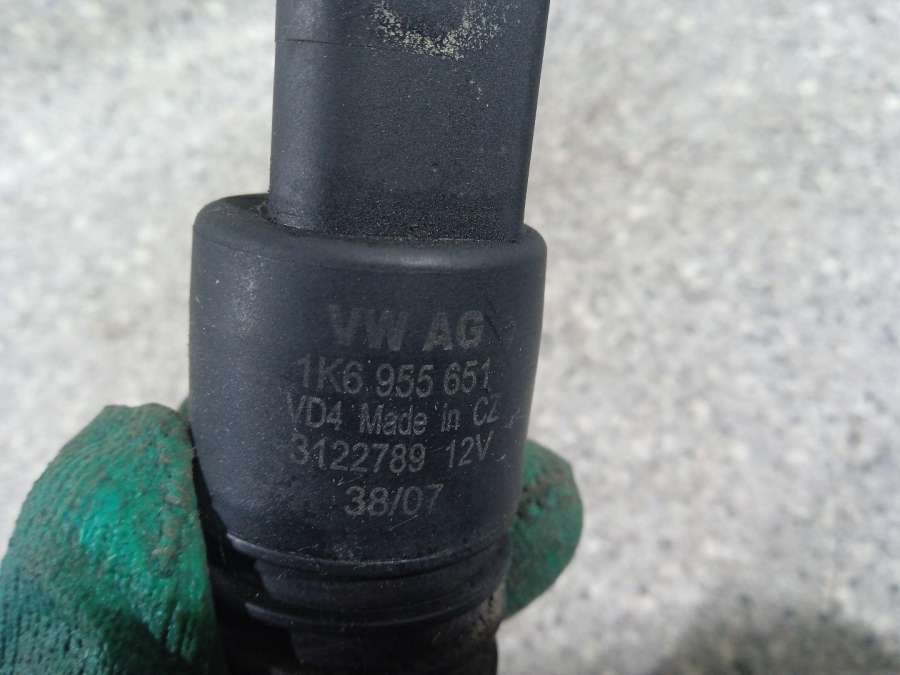 VW AG
1K6 955 651
VD4 Made in CZ
3122789 12V
38/07